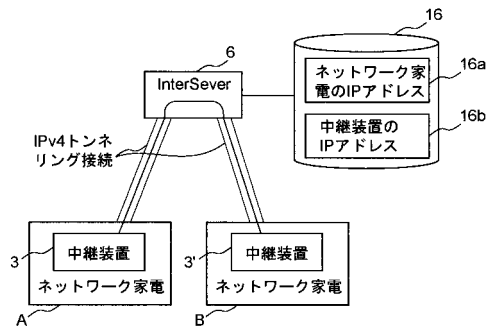 6
InterSever
16
ネットワーク家
電のIPアドレス
16a
中継装置の
IPアドレス
16b
IPv4トンネ
リング接続
3
中継装置
ネットワーク家電
A
3'
中継装置
ネットワーク家電
B